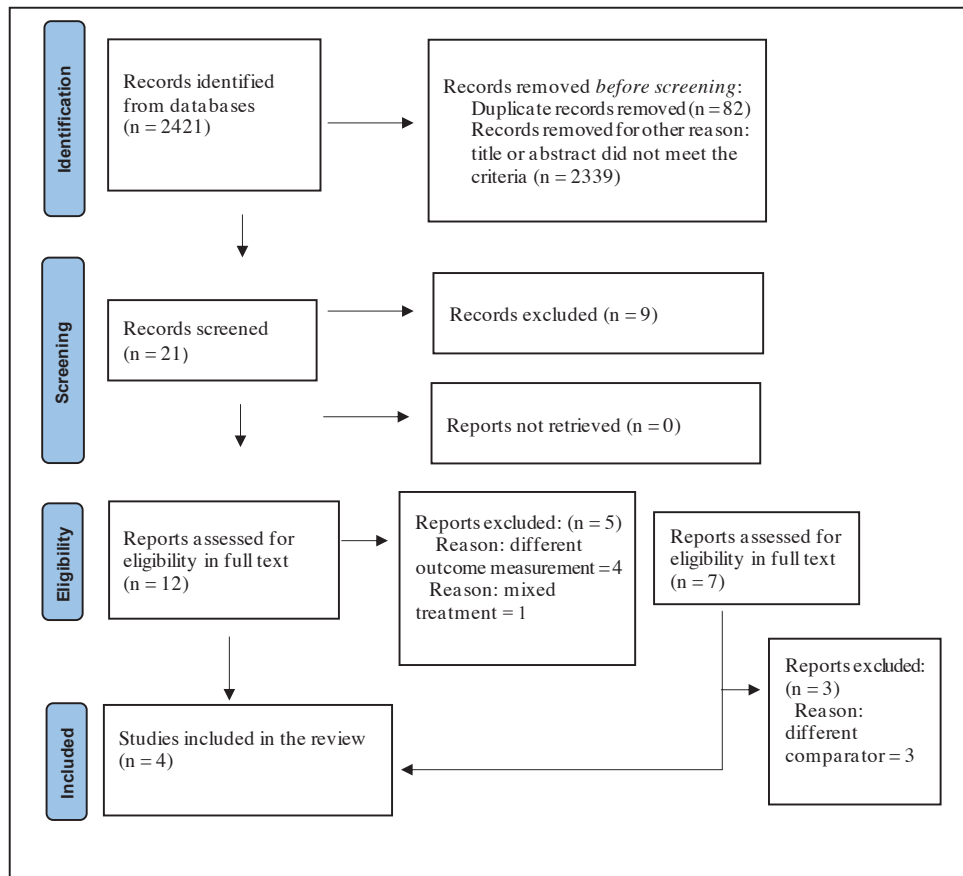 Identification
Records identified
from databases
(n = 2421)
Records removed before screening:
Duplicate records removed (n = 82)
Records removed for other reason:
title or abstract did not meet the
criteria (n = 2339)
Screening
Records screened
(n = 21)
Records excluded (n = 9)
Reports not retrieved (n = 0)
Eligibility
Reports assessed for
eligibility in full text
(n = 12)
Reports excluded: (n = 5)
Reason: different
outcome measurement = 4
Reason: mixed
treatment = 1
Reports assessed for
eligibility in full text
(n = 7)
Reports excluded:
(n = 3)
Reason:
different
comparator = 3
Included
Studies included in the review
(n = 4)